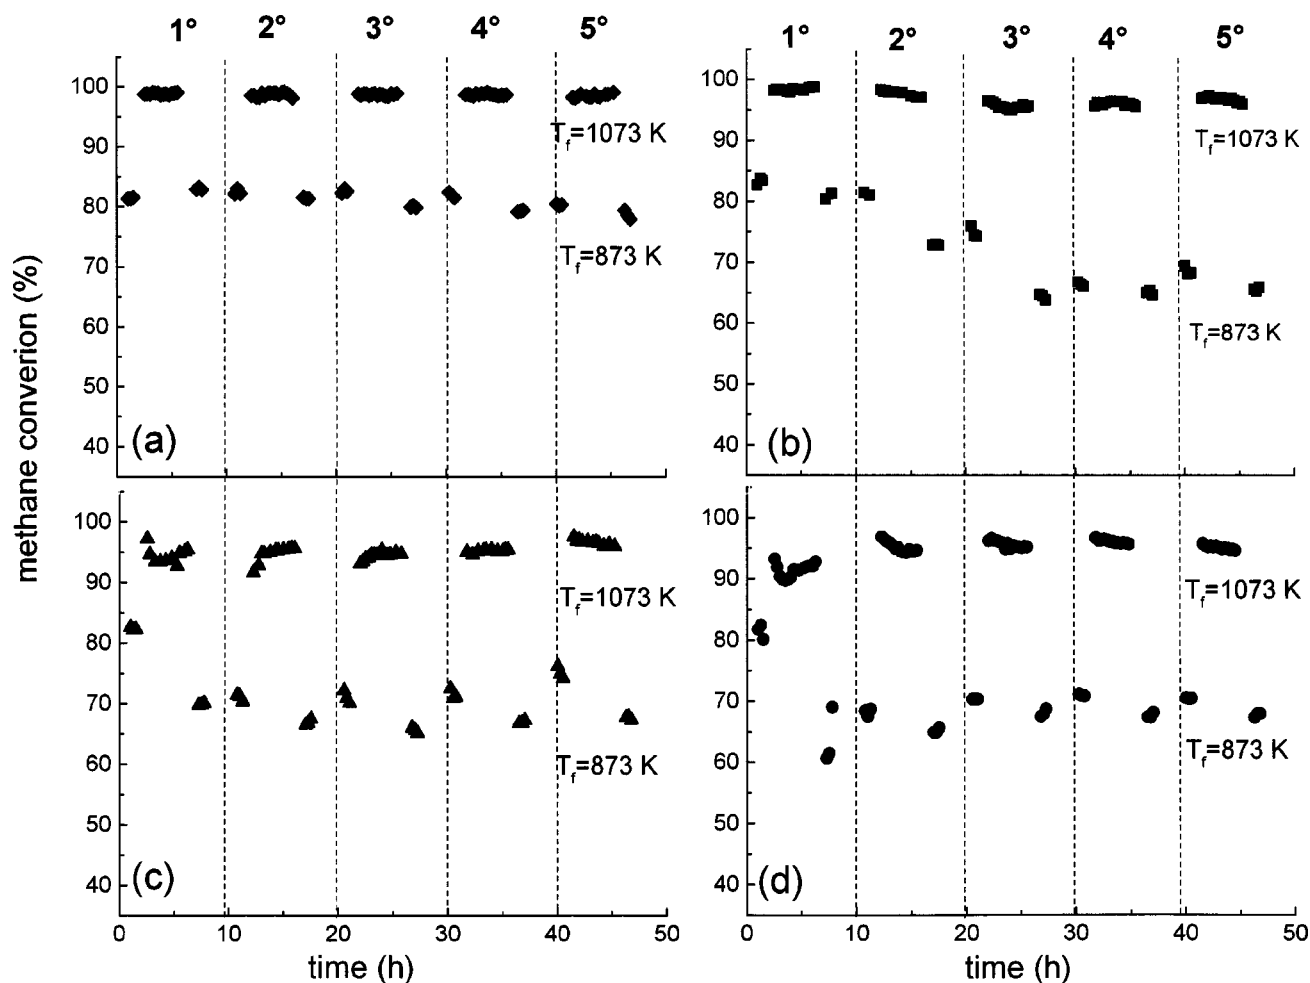 1° 2° 3° 4° 5°
1° 2° 3° 4° 5°
methane converion (%)
100
90
80
70
60
50
40
T_f=1073 K
T_f=873 K
(a)
100
90
80
70
60
50
40
T_f=1073 K
T_f=873 K
(b)
100
90
80
70
60
50
40
T_f=1073 K
T_f=873 K
(c)
0 10 20 30 40 50
time (h)
100
90
80
70
60
50
40
T_f=1073 K
T_f=873 K
(d)
0 10 20 30 40 50
time (h)